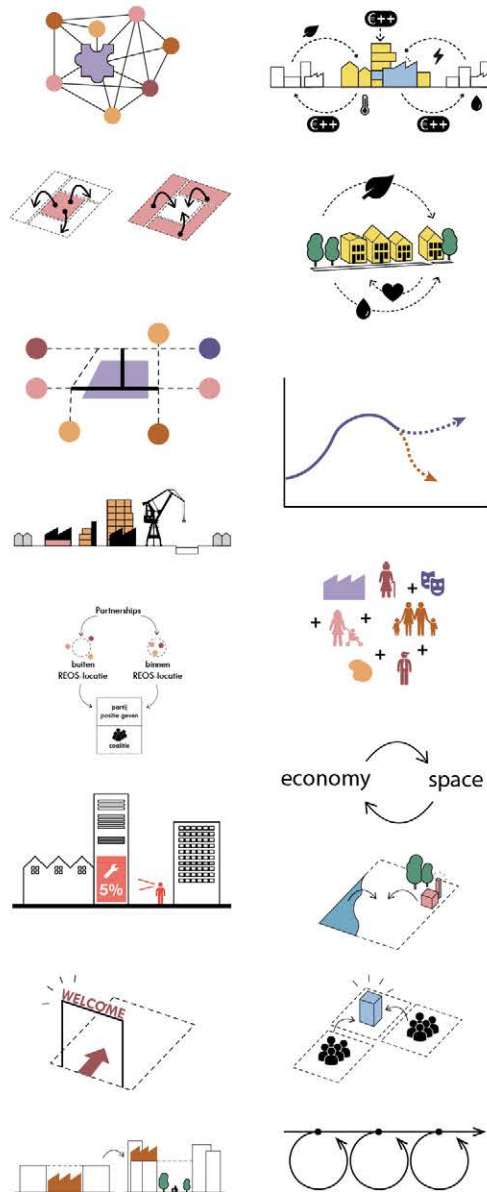 €++
€++
€++
Partnerships
buiten
REOS-locatie
binnen
REOS-locatie
partij
positie geven
coalitie
economy
space
5%
WELCOME